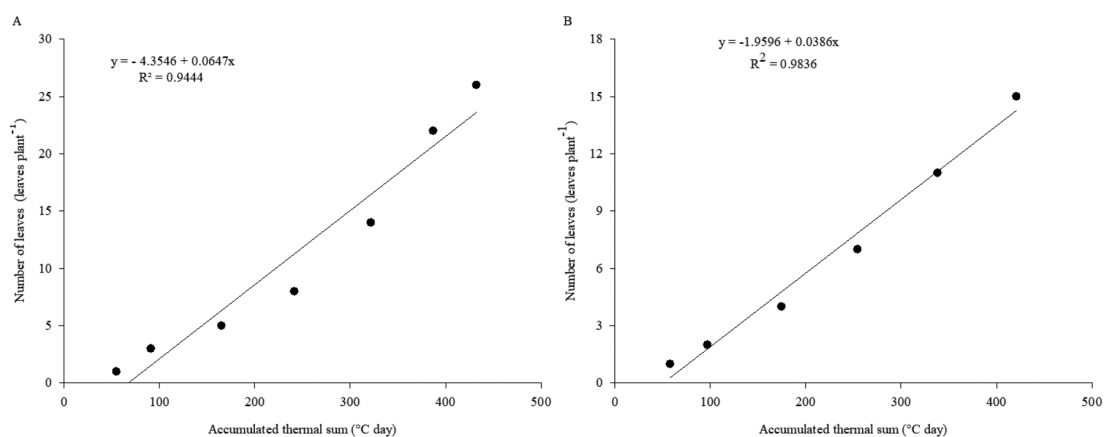 A
30
25
20
15
10
5
0
y = - 4.3546 + 0.0647x
R² = 0.9444
Number of leaves (leaves plant⁻¹)
0 100 200 300 400 500
Accumulated thermal sum (°C day)
B
18
15
12
9
6
3
0
y = -1.9596 + 0.0386x
R² = 0.9836
Number of leaves (leaves plant⁻¹)
0 100 200 300 400 500
Accumulated thermal sum (°C day)